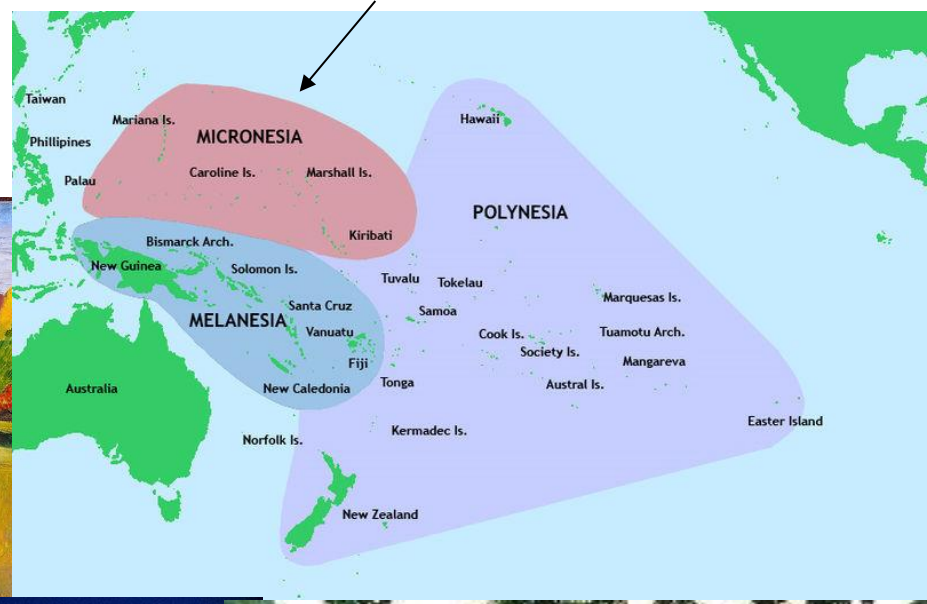 Taiwan
Mariana Is.
Hawaii
MICRONESIA
Phillipines
Caroline Is.
Marshall Is.
Palau
POLYNESIA
Kiribati
Bismarck Arch.
New Guinea
Solomon Is.
Tuvalu
Tokelau
Marquesas Is.
Santa Cruz
Samoa
MELANESIA
Vanuatu
Cook Is.
Tuamotu Arch.
Society Is.
Fiji
Mangareva
Tonga
Austral Is.
Australia
New Caledonia
Easter Island
Norfolk Is.
Kermadec Is.
New Zealand